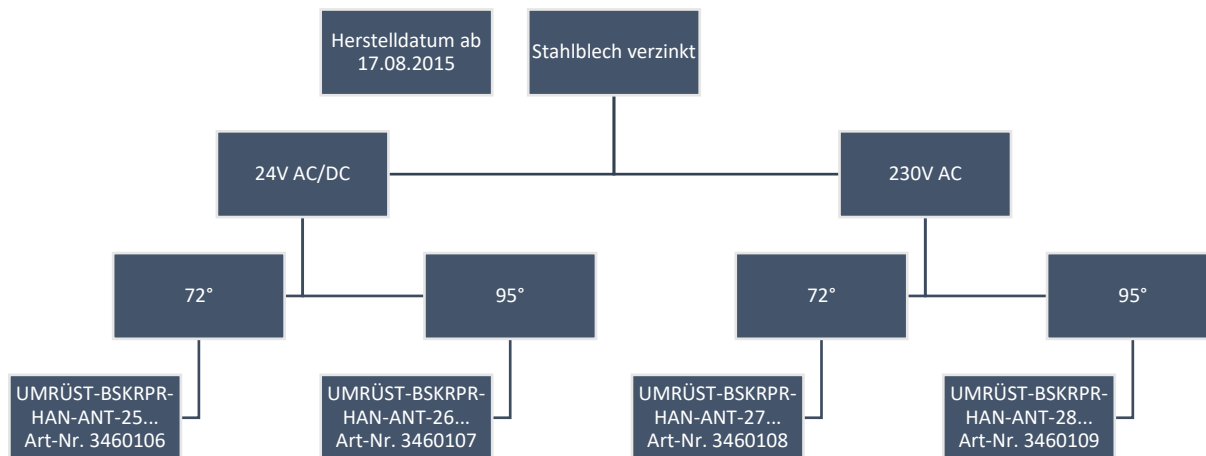 Herstelldatum ab
17.08.2015
Stahlblech verzinkt
24V AC/DC
230V AC
72°
95°
72°
95°
UMRÜST-BSKRPR-
HAN-ANT-25...
Art-Nr. 3460106
UMRÜST-BSKRPR-
HAN-ANT-26...
Art-Nr. 3460107
UMRÜST-BSKRPR-
HAN-ANT-27...
Art-Nr. 3460108
UMRÜST-BSKRPR-
HAN-ANT-28...
Art-Nr. 3460109